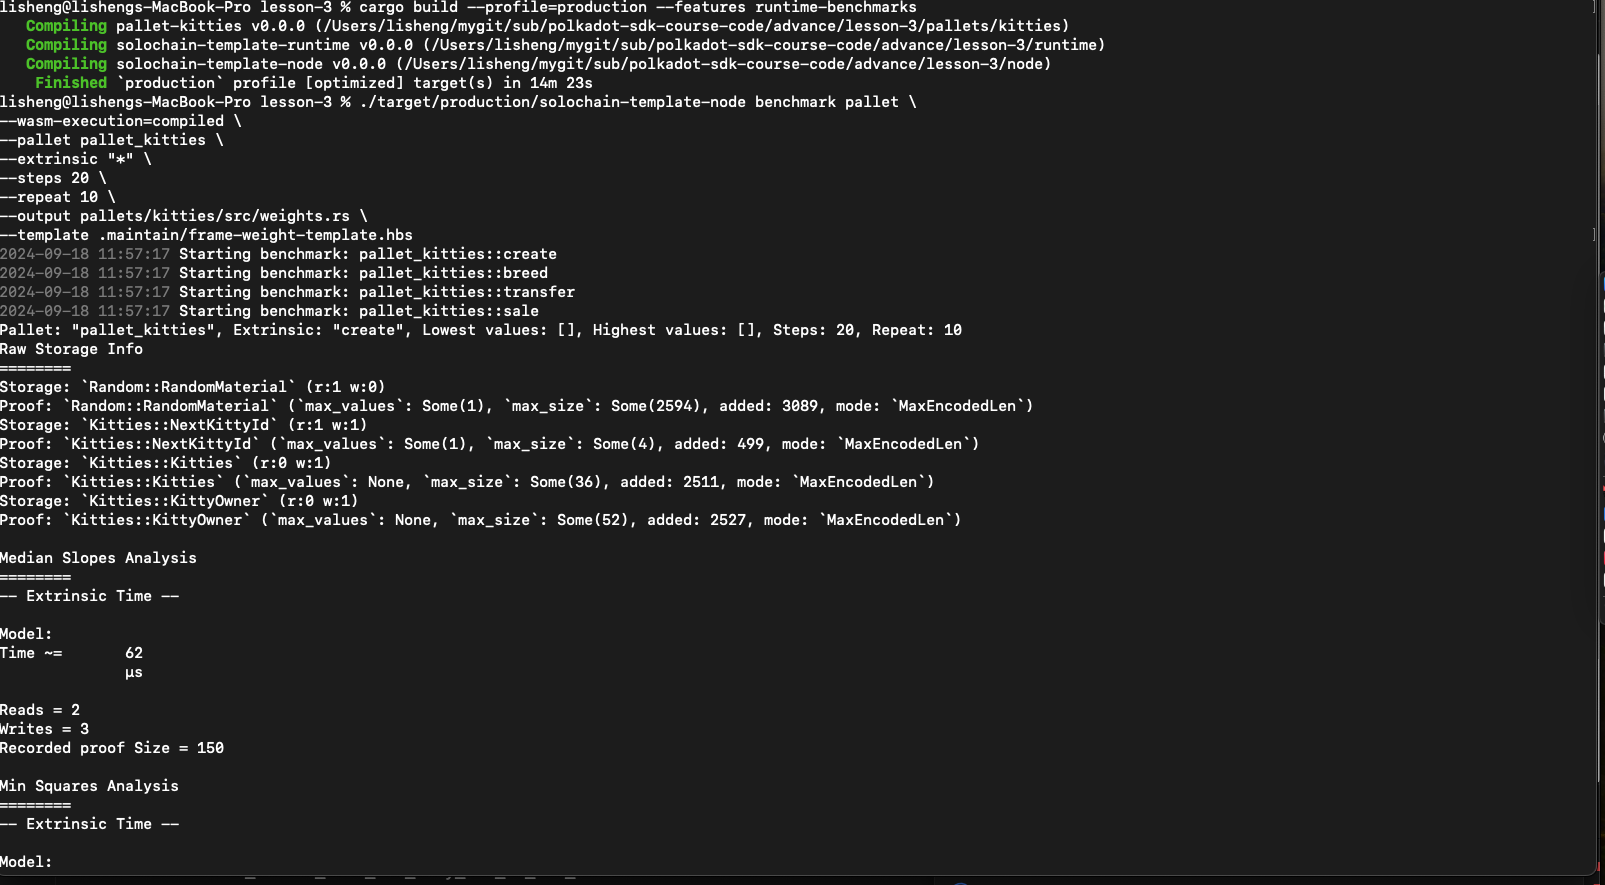 lisheng@lishengs-MacBook-Pro lesson-3 % cargo build --profile=production --features runtime-benchmarks
   Compiling pallet-kitties v0.0.0 (/Users/lisheng/mygit/sub/polkadot-sdk-course-code/advance/lesson-3/pallets/kitties)
   Compiling solochain-template-runtime v0.0.0 (/Users/lisheng/mygit/sub/polkadot-sdk-course-code/advance/lesson-3/runtime)
   Compiling solochain-template-node v0.0.0 (/Users/lisheng/mygit/sub/polkadot-sdk-course-code/advance/lesson-3/node)
    Finished `production` profile [optimized] target(s) in 14m 23s
lisheng@lishengs-MacBook-Pro lesson-3 % ./target/production/solochain-template-node benchmark pallet \
--wasm-execution=compiled \
--pallet pallet_kitties \
--extrinsic "*" \
--steps 20 \
--repeat 10 \
--output pallets/kitties/src/weights.rs \
--template .maintain/frame-weight-template.hbs
2024-09-18 11:57:17 Starting benchmark: pallet_kitties::create
2024-09-18 11:57:17 Starting benchmark: pallet_kitties::breed
2024-09-18 11:57:17 Starting benchmark: pallet_kitties::transfer
2024-09-18 11:57:17 Starting benchmark: pallet_kitties::sale
Pallet: "pallet_kitties", Extrinsic: "create", Lowest values: [], Highest values: [], Steps: 20, Repeat: 10
Raw Storage Info
========
Storage: `Random::RandomMaterial` (r:1 w:0)
Proof: `Random::RandomMaterial` (`max_values`: Some(1), `max_size`: Some(2594), added: 3089, mode: `MaxEncodedLen`)
Storage: `Kitties::NextKittyId` (r:1 w:1)
Proof: `Kitties::NextKittyId` (`max_values`: Some(1), `max_size`: Some(4), added: 499, mode: `MaxEncodedLen`)
Storage: `Kitties::Kitties` (r:0 w:1)
Proof: `Kitties::Kitties` (`max_values`: None, `max_size`: Some(36), added: 2511, mode: `MaxEncodedLen`)
Storage: `Kitties::KittyOwner` (r:0 w:1)
Proof: `Kitties::KittyOwner` (`max_values`: None, `max_size`: Some(52), added: 2527, mode: `MaxEncodedLen`)

Median Slopes Analysis
========
-- Extrinsic Time --

Model:
Time ~=       62
              µs

Reads = 2
Writes = 3
Recorded proof Size = 150

Min Squares Analysis
========
-- Extrinsic Time --

Model: